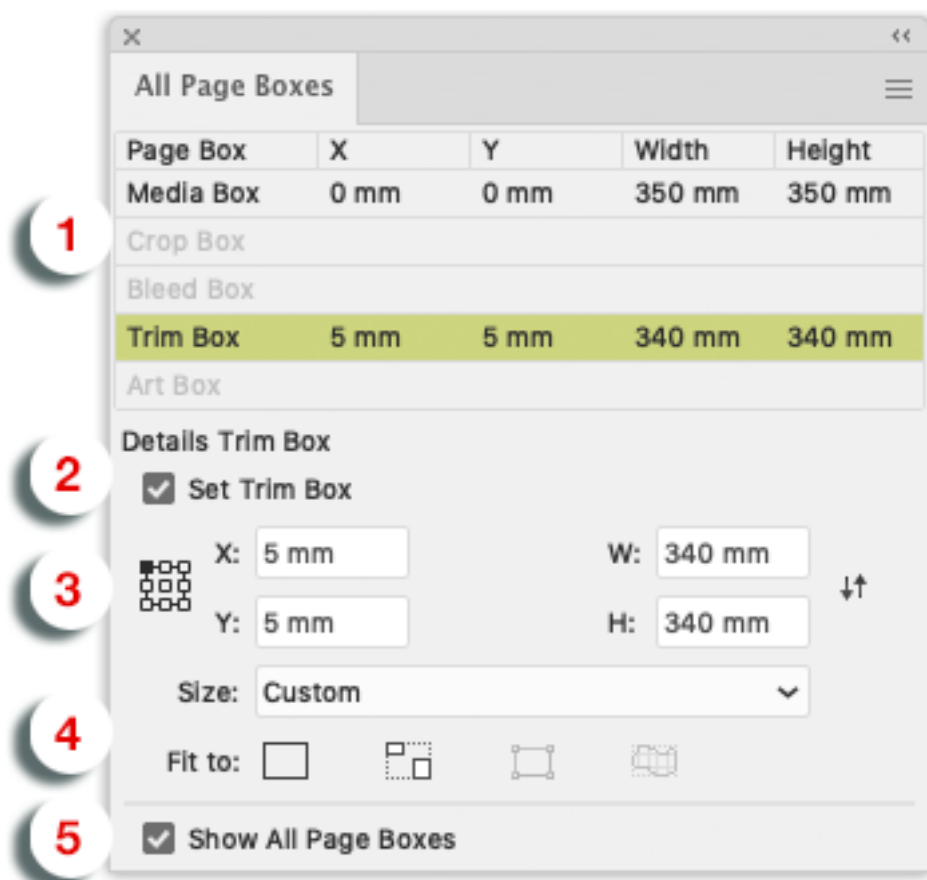 All Page Boxes
Page Box X Y Width Height
Media Box 0 mm 0 mm 350 mm 350 mm
1
Crop Box
Bleed Box
Trim Box 5 mm 5 mm 340 mm 340 mm
Art Box
Details Trim Box
2
Set Trim Box
X: 5 mm W: 340 mm
3
Y: 5 mm H: 340 mm
Size: Custom
4
Fit to:
5 Show All Page Boxes